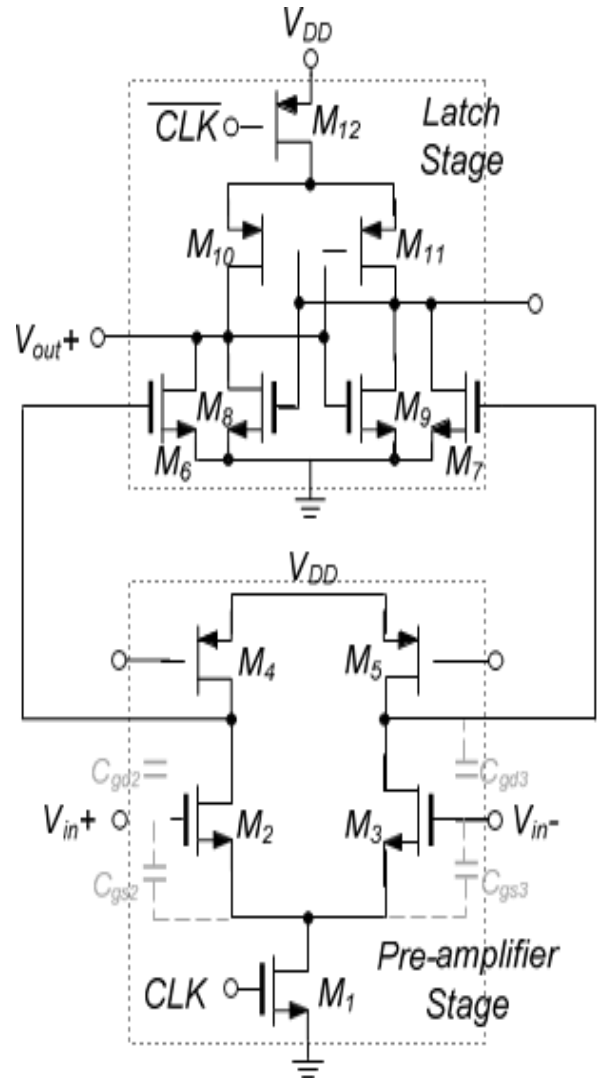 VDD
CLK
M12
Latch
Stage
M10
M11
Vout+
M8
M9
M6
M7
VDD
M4
M5
Cgd2
Cgd3
Vin+
M2
M3
Vin-
Cgs2
Cgs3
Pre-amplifier
Stage
CLK
M1